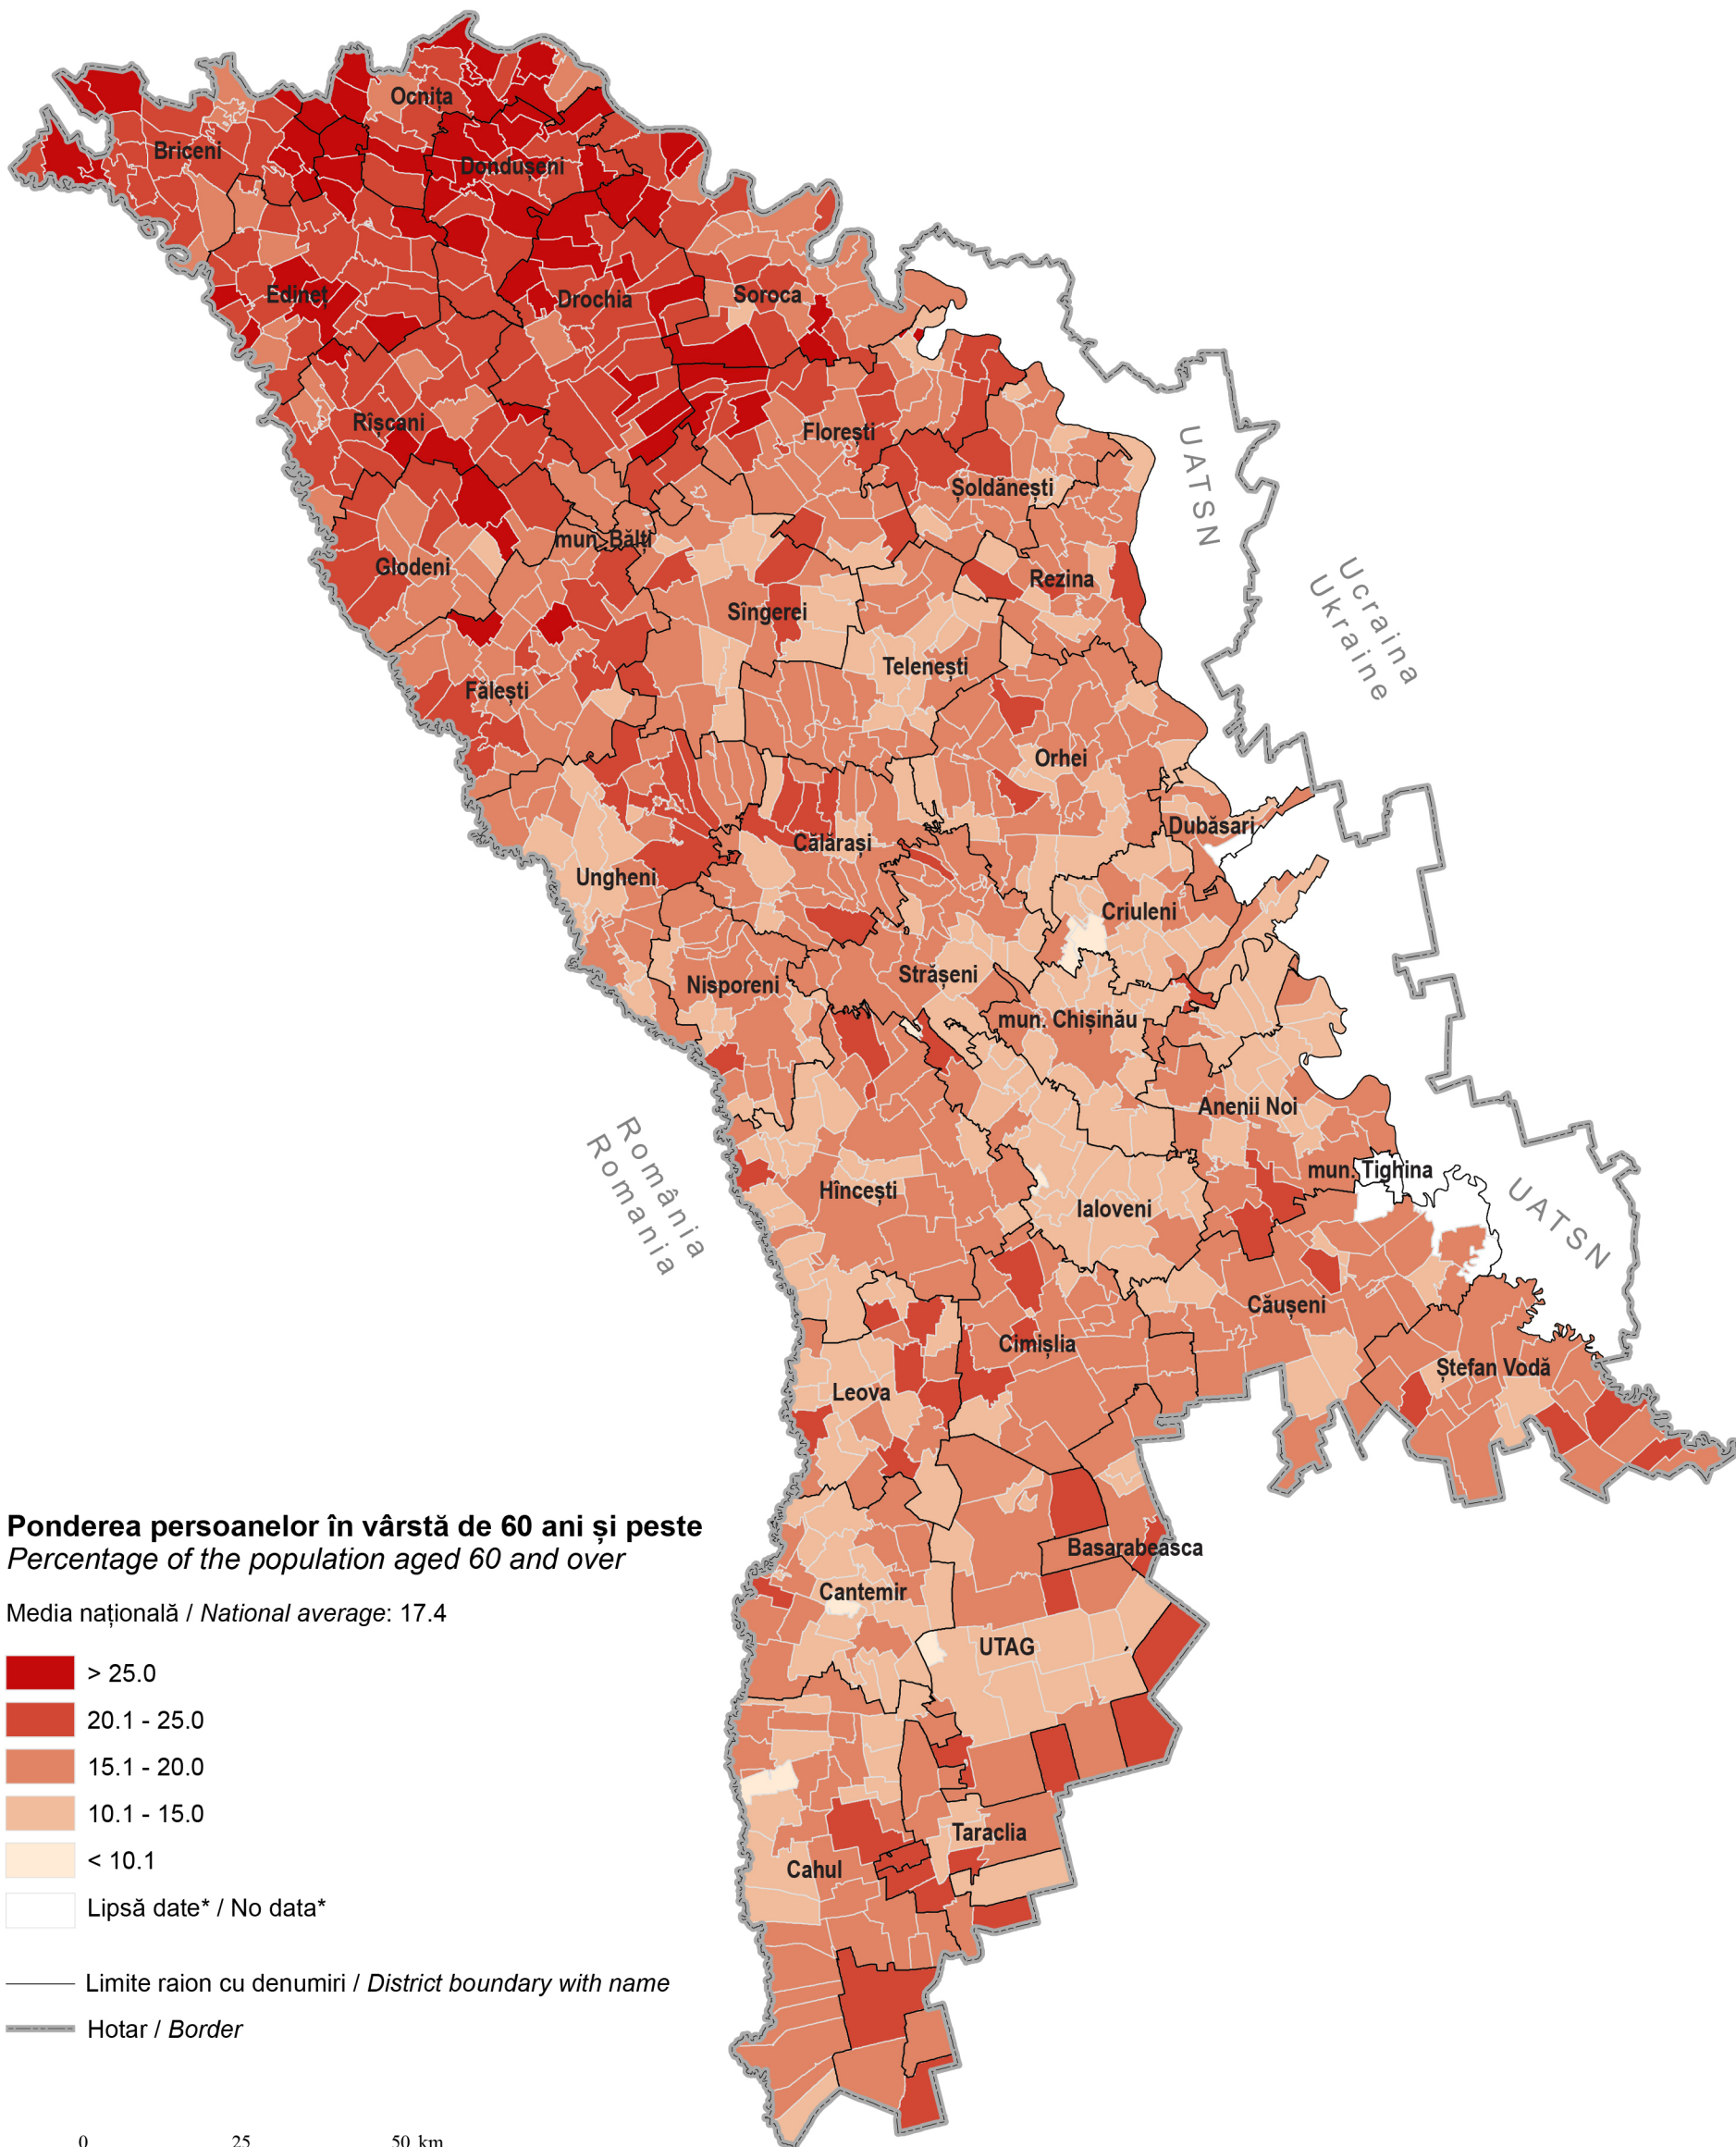 Ocnița
Briceni
Dondușeni
Edineț
Drochia
Soroca
Rîșcani
Florești
UATSN
Șoldănești
mun. Bălți
Glodeni
Rezina
Ucraina
Ukraine
Sîngerei
Telenești
Fălești
Orhei
Dubăsari
Călărași
Ungheni
Criuleni
Strășeni
Nisporeni
mun. Chișinău
Anenii Noi
România
Romania
mun. Tighina
Hîncești
Ialoveni
UATSN
Căușeni
Cimișlia
Ștefan Vodă
Leova
Basarabeasca
Cantemir
UTAG
Taraclia
Cahul
Ponderea persoanelor în vârstă de 60 ani și peste
Percentage of the population aged 60 and over
Media națională / National average: 17.4
> 25.0
20.1 - 25.0
15.1 - 20.0
10.1 - 15.0
< 10.1
Lipsă date* / No data*
Limite raion cu denumiri / District boundary with name
Hotar / Border
0 25 50 km